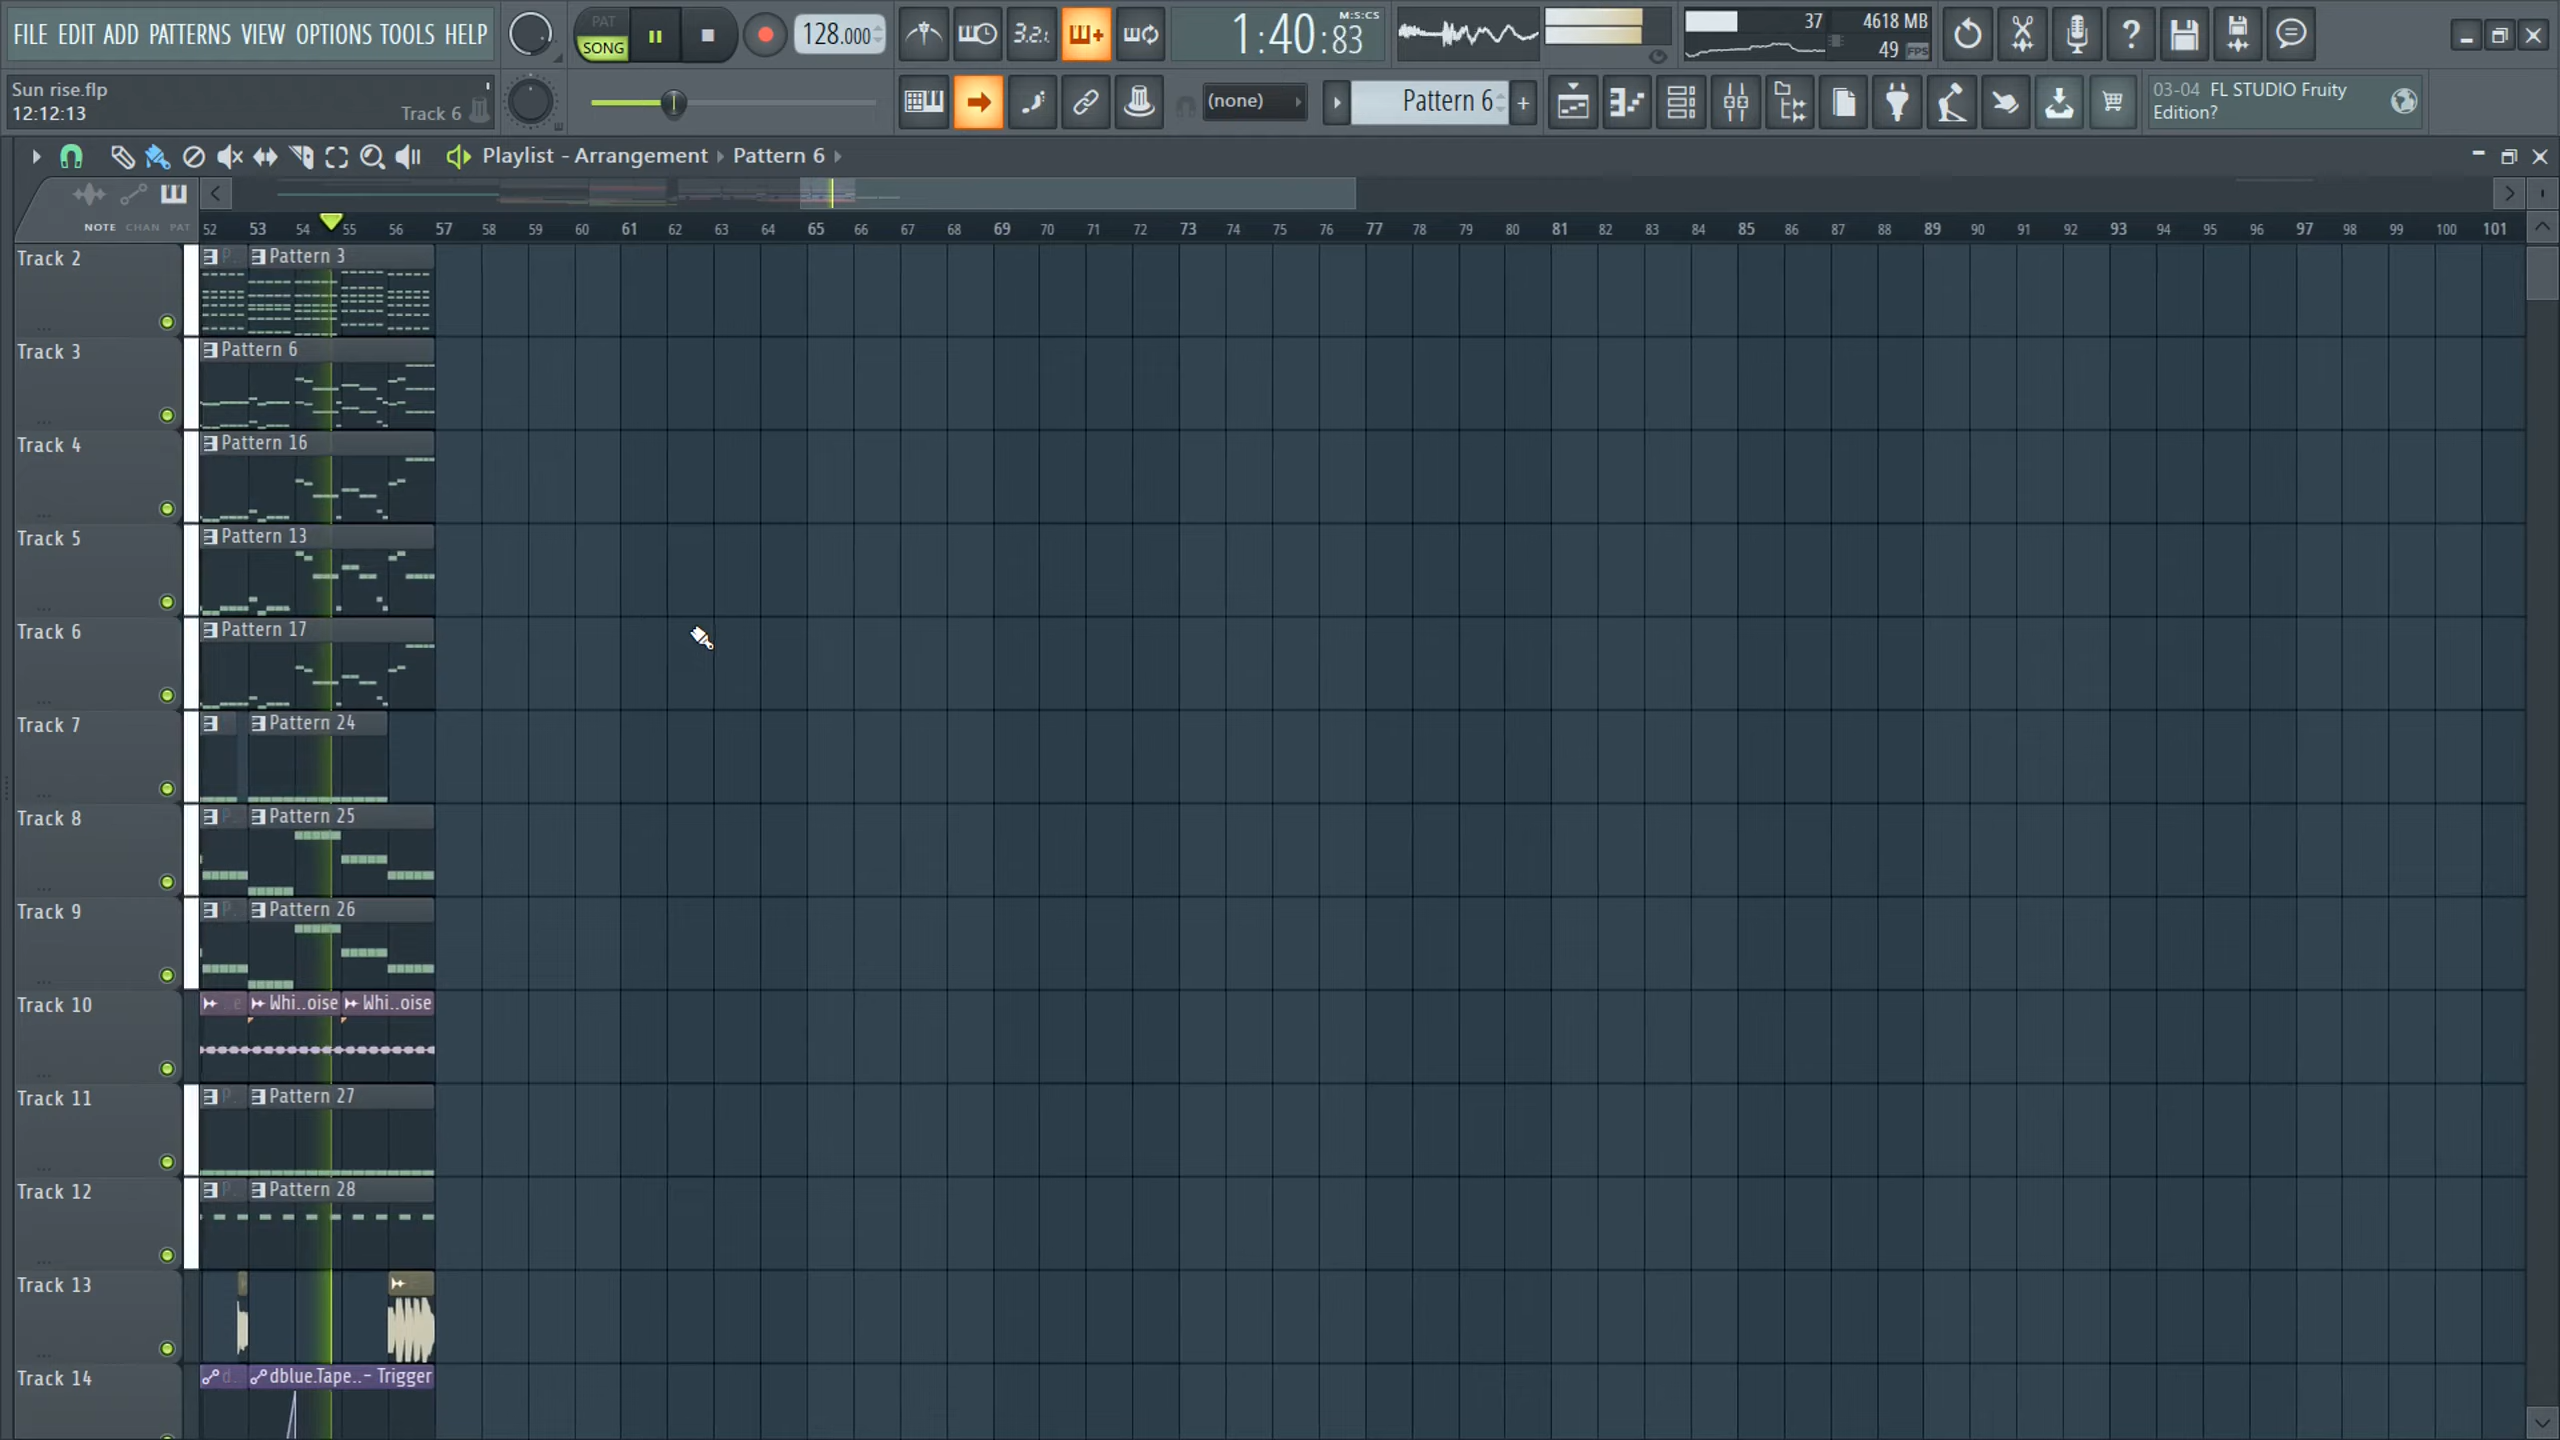 FILE EDIT ADD PATTERNS VIEW OPTIONS TOOLS HELP
PAT
SONG
128.000
3.2.
1:40:83
M:S:CS
37
4618 MB
49 FPS
Sun rise.flp
12:12:13
Track 6
(none)
Pattern 6
03-04 FL STUDIO Fruity
Edition?
Playlist - Arrangement Pattern 6
NOTE CHAN PAT
52 53 54 55 56 57 58 59 60 61 62 63 64 65 66 67 68 69 70 71 72 73 74 75 76 77 78 79 80 81 82 83 84 85 86 87 88 89 90 91 92 93 94 95 96 97 98 99 100 101
Track 2
P. Pattern 3
Track 3
Pattern 6
Track 4
Pattern 16
Track 5
Pattern 13
Track 6
Pattern 17
Track 7
Pattern 24
Track 8
P. Pattern 25
Track 9
P. Pattern 26
Track 10
Whi..oise Whi..oise
Track 11
P. Pattern 27
Track 12
P. Pattern 28
Track 13
Track 14
d. dblue.Tape..- Trigger